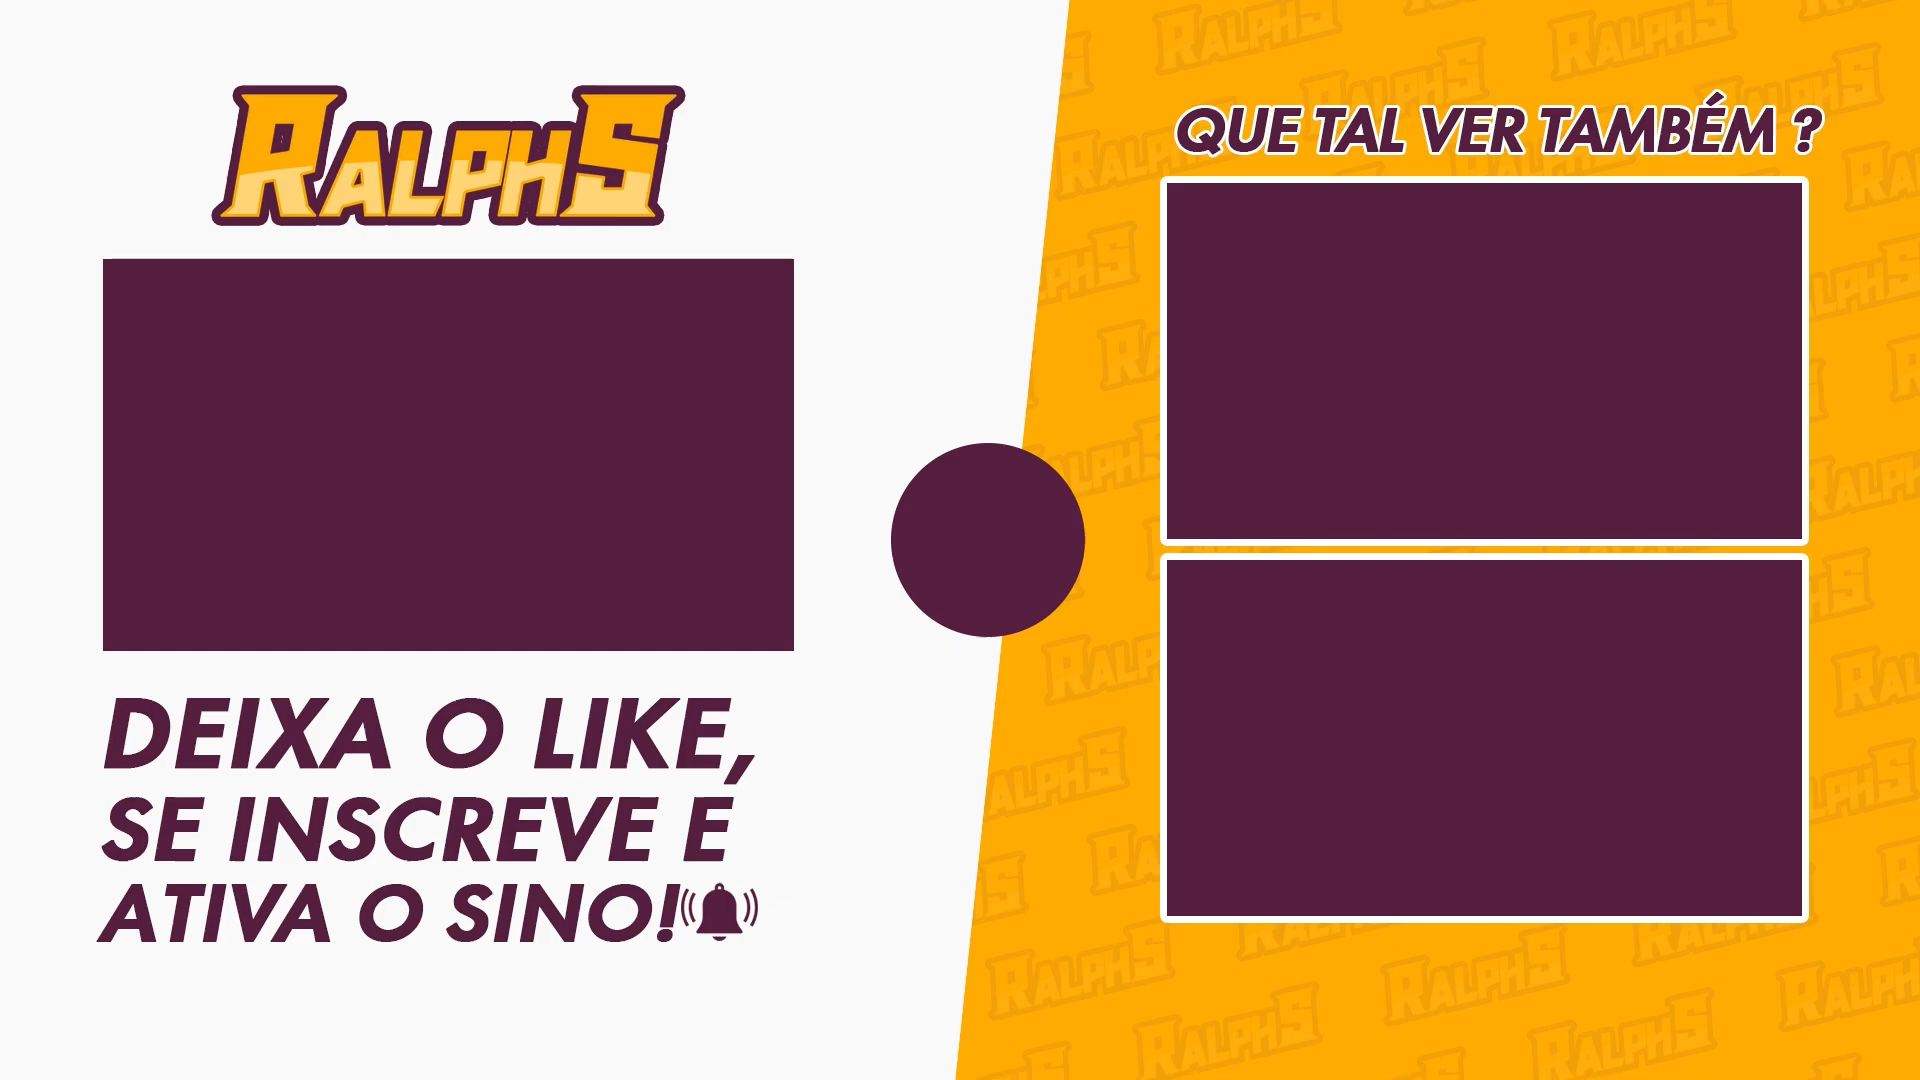 RALPHS
DEIXA O LIKE,
SE INSCREVE E
ATIVA O SINO!
QUE TAL VER TAMBÉM ?